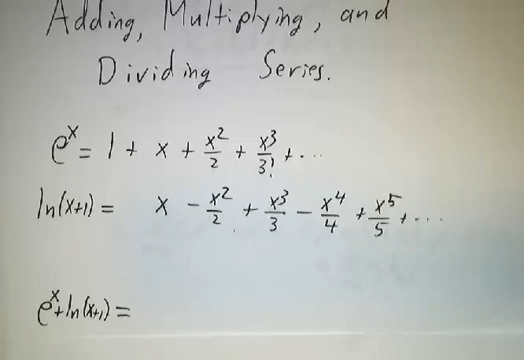 Adding, Multiplying, and
Dividing Series.
e^x = 1 + x + x^2/2 + x^3/3! + ...
ln(x+1) = x - x^2/2 + x^3/3 - x^4/4 + x^5/5 + ...
e^x + ln(x+1) =